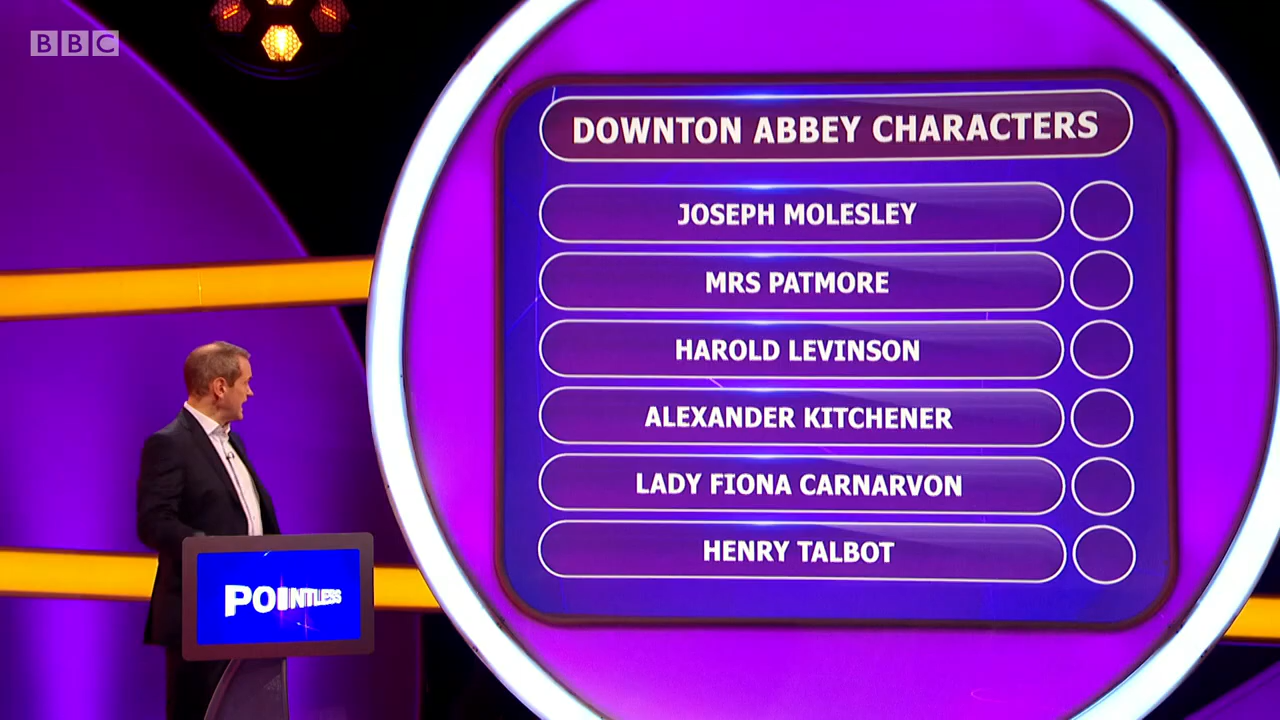 BBC
DOWNTON ABBEY CHARACTERS
JOSEPH MOLESLEY
MRS PATMORE
HAROLD LEVINSON
ALEXANDER KITCHENER
LADY FIONA CARNARVON
HENRY TALBOT
POINTLESS